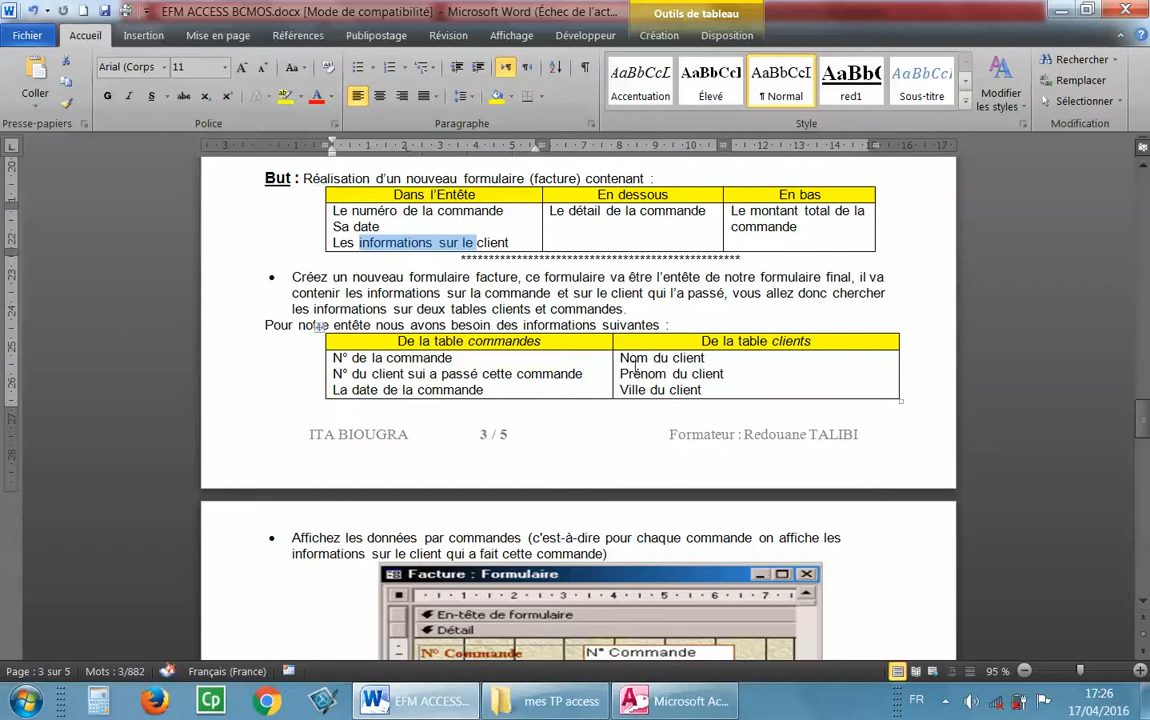 EFM ACCESS BCMOS.docx [Mode de compatibilité] - Microsoft Word (Échec de l'act...
Outils de tableau
Fichier Accueil Insertion Mise en page Références Publipostage Révision Affichage Développeur Création Disposition
Coller
Arial (Corps 11
AaBbCcL AaBbCcI AaBbCcI AaBbC AaBbCcI
Accentuation Élevé ¶ Normal red1 Sous-titre
Modifier les styles
Rechercher
Remplacer
Sélectionner
Presse-papiers Police Paragraphe Style Modification
But : Réalisation d'un nouveau formulaire (facture) contenant :
Dans l'Entête En dessous En bas
Le numéro de la commande Le détail de la commande Le montant total de la
Sa date commande
Les informations sur le client
**************************************************
• Créez un nouveau formulaire facture, ce formulaire va être l'entête de notre formulaire final, il va
contenir les informations sur la commande et sur le client qui l'a passé, vous allez donc chercher
les informations sur deux tables clients et commandes.
Pour notre entête nous avons besoin des informations suivantes :
De la table commandes De la table clients
N° de la commande Nom du client
N° du client sui a passé cette commande Prénom du client
La date de la commande Ville du client
ITA BIOUGRA 3 / 5 Formateur : Redouane TALIBI
• Affichez les données par commandes (c'est-à-dire pour chaque commande on affiche les
informations sur le client qui a fait cette commande)
Facture : Formulaire
En-tête de formulaire
Détail
N° Commande N° Commande
Page : 3 sur 5 Mots : 3/882 Français (France) 95 %
EFM ACCESS... mes TP access Microsoft Ac... FR 17:26
17/04/2016